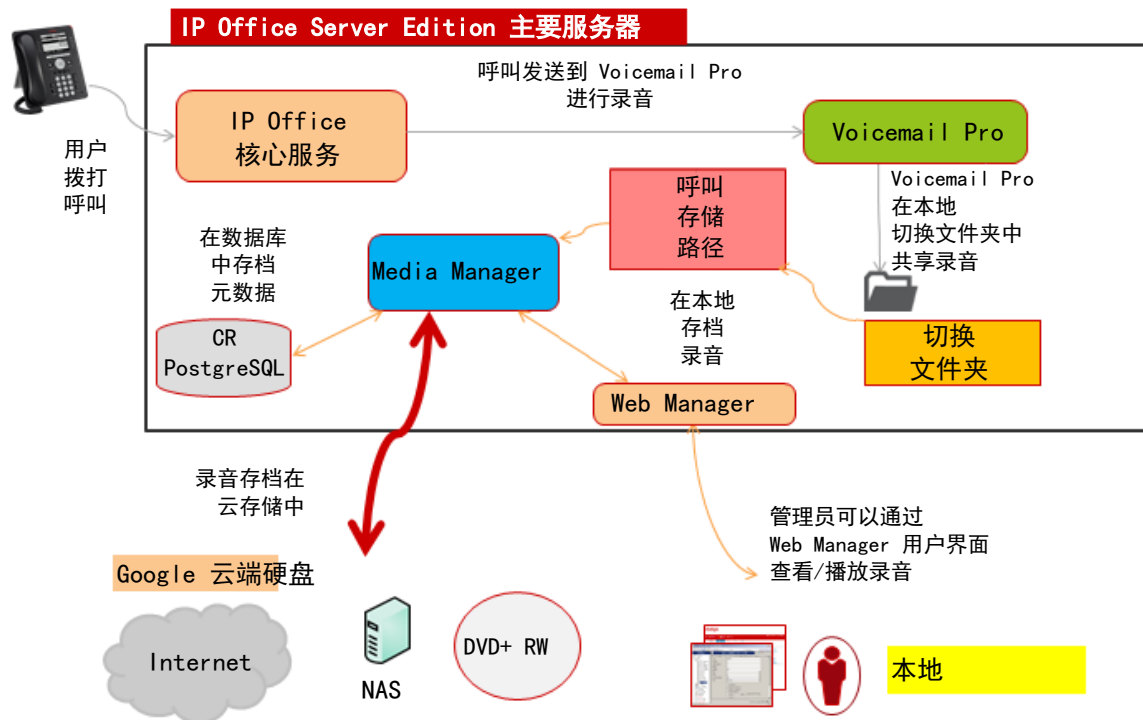 IP Office Server Edition 主要服务器
呼叫发送到 Voicemail Pro
进行录音
IP Office
核心服务
Voicemail Pro
用户
拨打
呼叫
呼叫
存储
路径
Voicemail Pro
在本地
切换文件夹中
共享录音
在数据库
中存档
元数据
Media Manager
在本地
存档
录音
切换
文件夹
CR
PostgreSQL
Web Manager
录音存档在
云存储中
管理员可以通过
Web Manager 用户界面
查看/播放录音
Google 云端硬盘
Internet
NAS
DVD+ RW
本地